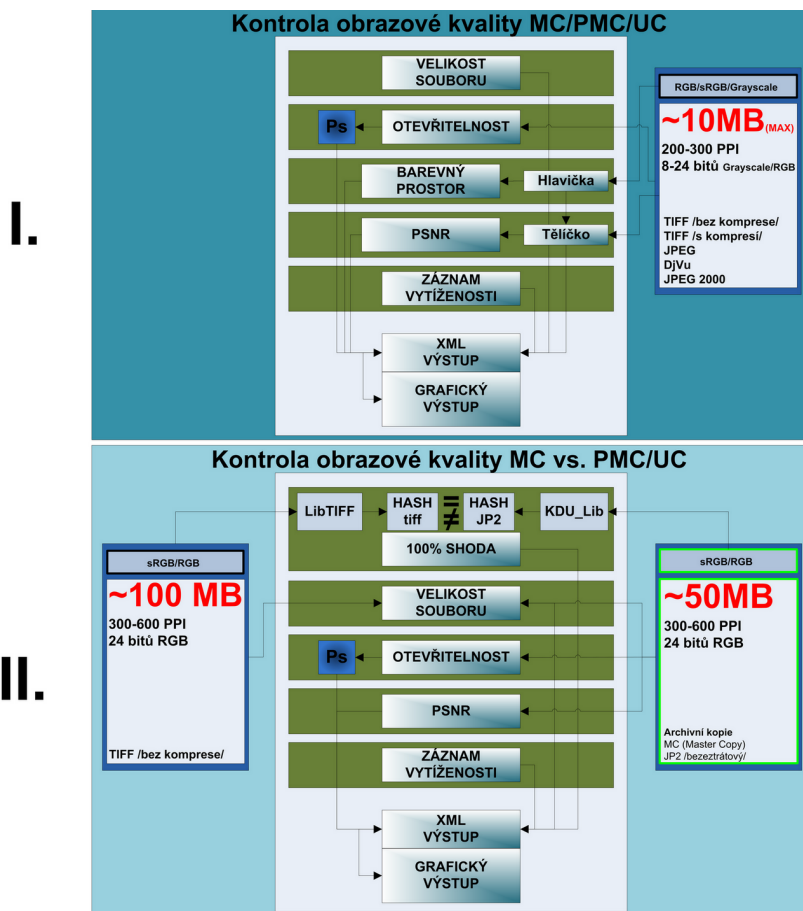 I.
Kontrola obrazové kvality MC/PMC/UC
VELIKOST
SOUBORU
Ps
OTEVŘITELNOST
BAREVNÝ
PROSTOR
Hlavička
PSNR
Tělíčko
ZÁZNAM
VYTÍŽENOSTI
XML
VÝSTUP
GRAFICKÝ
VÝSTUP
RGB/sRGB/Grayscale
~10MB(MAX)
200-300 PPI
8-24 bitů Grayscale/RGB
TIFF /bez komprese/
TIFF /s kompresí/
JPEG
DjVu
JPEG 2000
II.
Kontrola obrazové kvality MC vs. PMC/UC
sRGB/RGB
~100 MB
300-600 PPI
24 bitů RGB
TIFF /bez komprese/
LibTIFF
HASH
tiff
=
≠
HASH
JP2
KDU_Lib
100% SHODA
VELIKOST
SOUBORU
Ps
OTEVŘITELNOST
PSNR
ZÁZNAM
VYTÍŽENOSTI
XML
VÝSTUP
GRAFICKÝ
VÝSTUP
sRGB/RGB
~50MB
300-600 PPI
24 bitů RGB
Archivní kopie
MC (Master Copy)
JP2 /bezeztrátový/